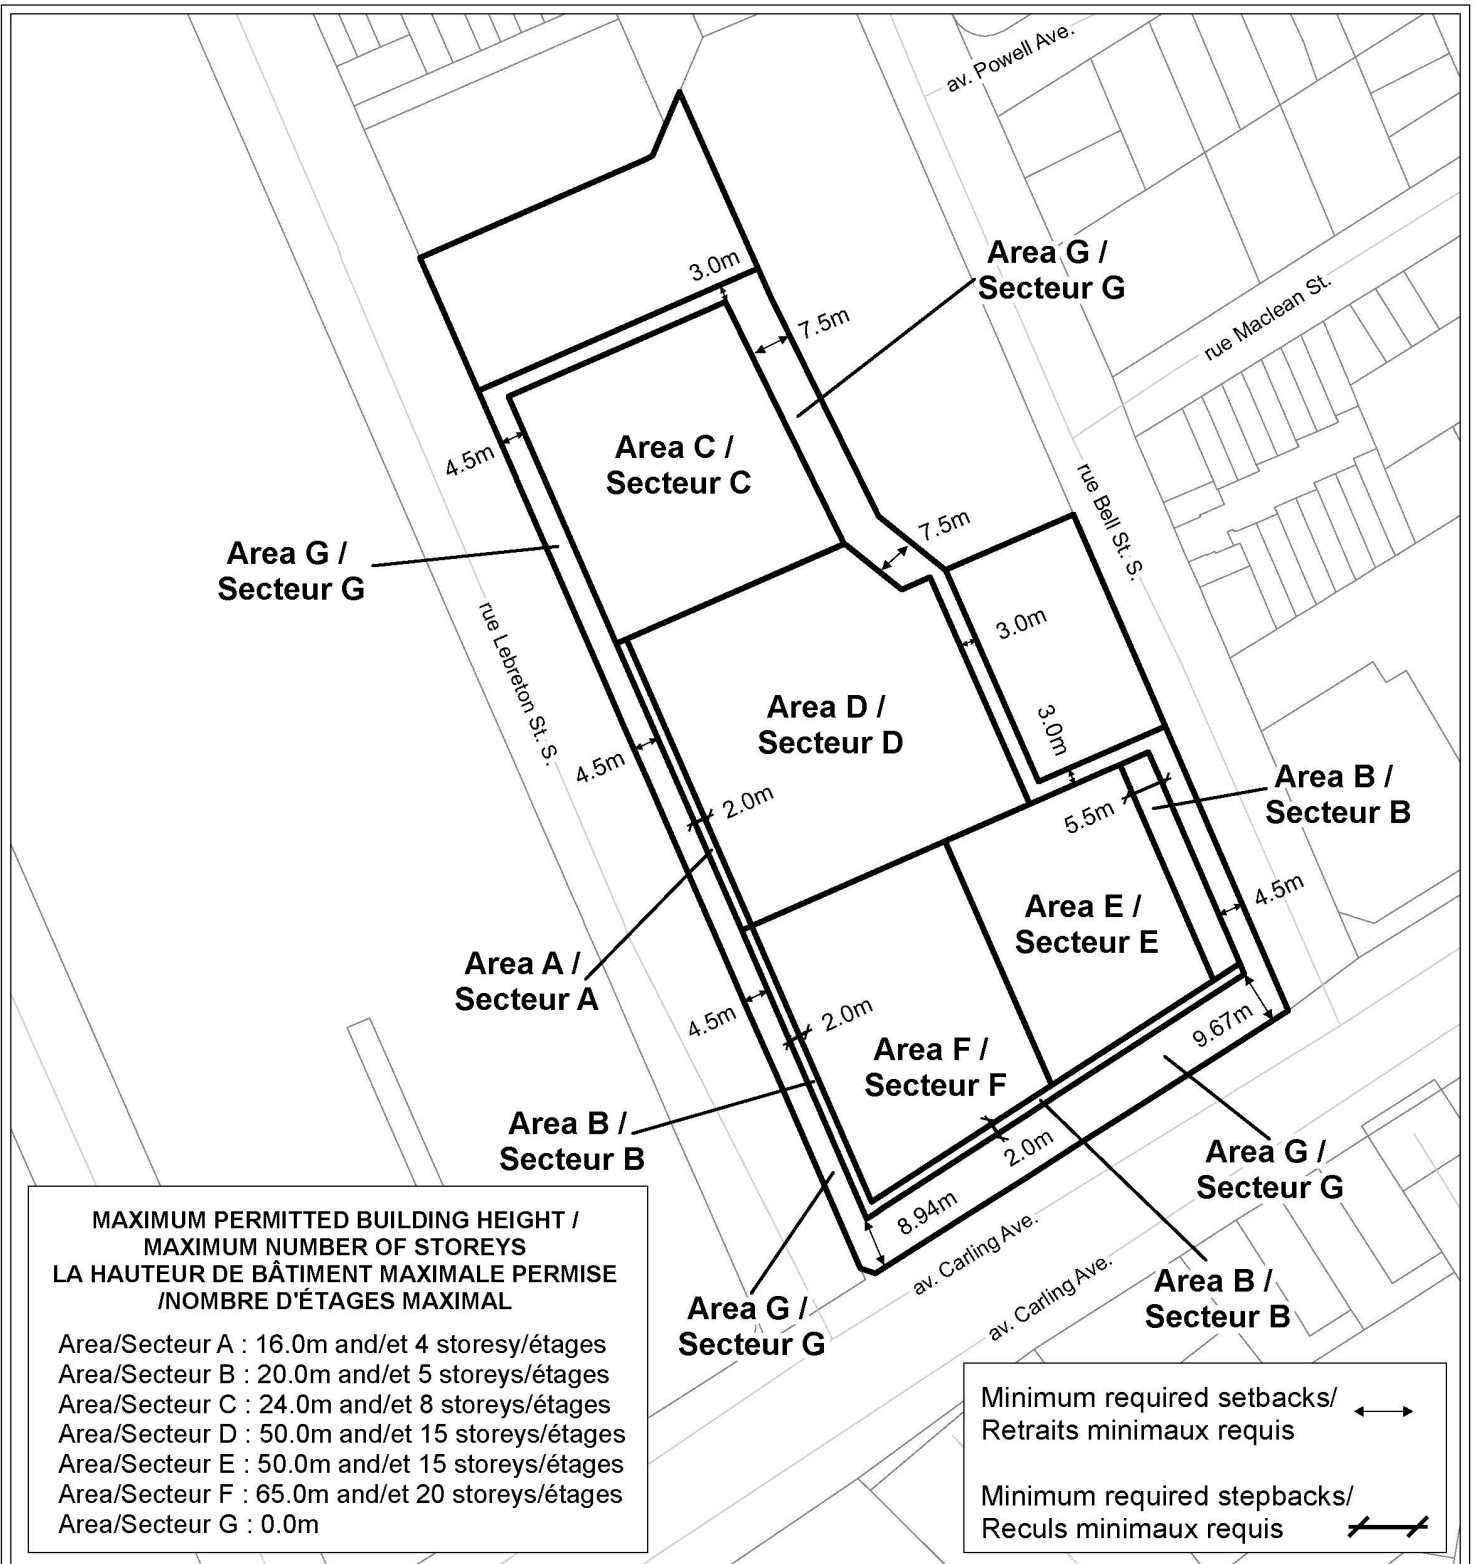 av. Powell Ave.
Area G /
Secteur G
3.0m
7.5m
rue Maclean St.
Area C /
Secteur C
4.5m
rue Bell St. S.
7.5m
Area G /
Secteur G
rue Lebreton St. S.
3.0m
Area D /
Secteur D
3.0m
4.5m
2.0m
5.5m
Area B /
Secteur B
4.5m
Area E /
Secteur E
Area A /
Secteur A
4.5m
2.0m
9.67m
Area F /
Secteur F
Area B /
Secteur B
2.0m
Area G /
Secteur G
8.94m
av. Carling Ave.
av. Carling Ave.
Area B /
Secteur B
Area G /
Secteur G
MAXIMUM PERMITTED BUILDING HEIGHT /
MAXIMUM NUMBER OF STOREYS
LA HAUTEUR DE BÂTIMENT MAXIMALE PERMISE
/NOMBRE D'ÉTAGES MAXIMAL
Area/Secteur A : 16.0m and/et 4 storesy/étages
Area/Secteur B : 20.0m and/et 5 storeys/étages
Area/Secteur C : 24.0m and/et 8 storeys/étages
Area/Secteur D : 50.0m and/et 15 storeys/étages
Area/Secteur E : 50.0m and/et 15 storeys/étages
Area/Secteur F : 65.0m and/et 20 storeys/étages
Area/Secteur G : 0.0m
Minimum required setbacks/
Retraits minimaux requis
Minimum required stepbacks/
Reculs minimaux requis